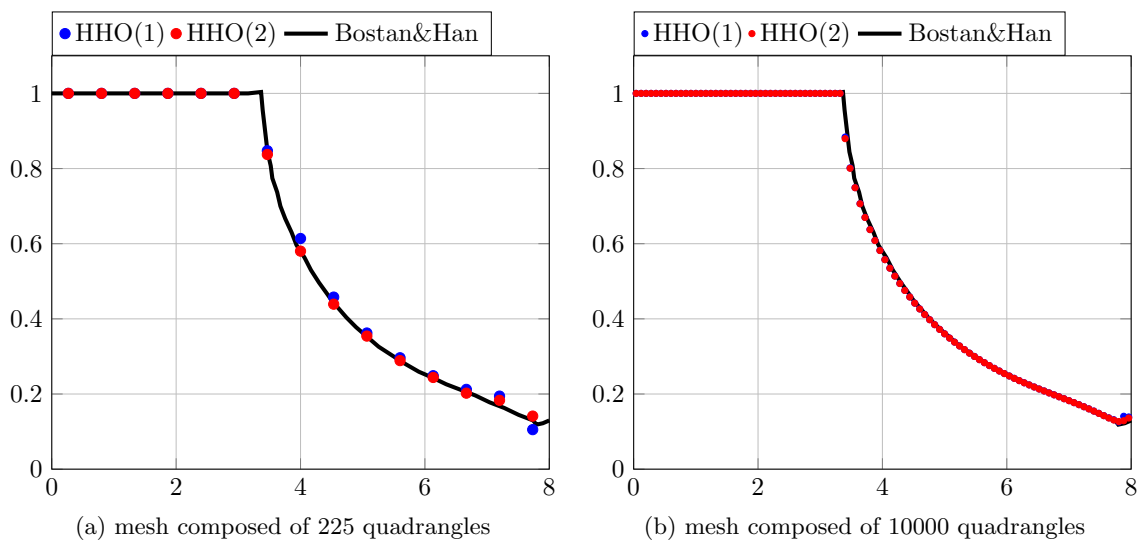 HHO(1) HHO(2) Bostan&Han
1
0.8
0.6
0.4
0.2
0
0 2 4 6 8
(a) mesh composed of 225 quadrangles
HHO(1) HHO(2) Bostan&Han
1
0.8
0.6
0.4
0.2
0
0 2 4 6 8
(b) mesh composed of 10000 quadrangles